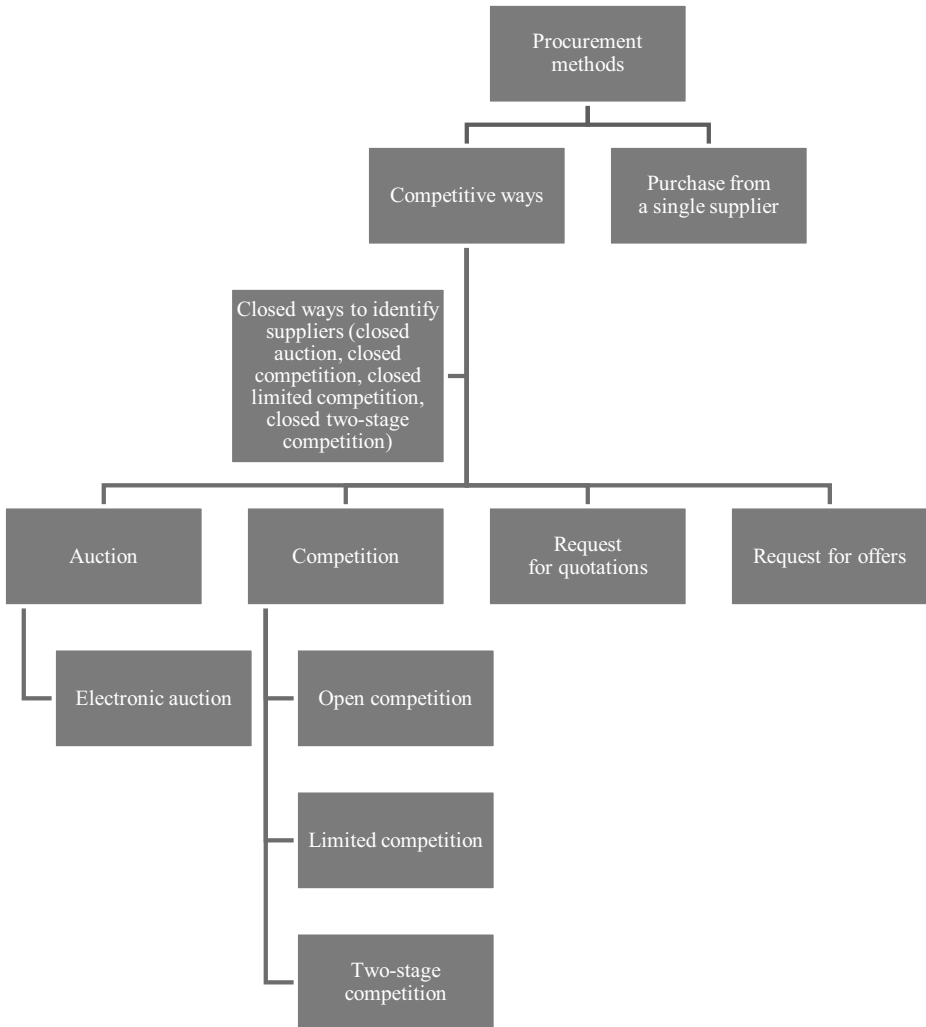 Procurement
methods
Competitive ways
Purchase from
a single supplier
Closed ways to identify
suppliers (closed
auction, closed
competition, closed
limited competition,
closed two-stage
competition)
Auction
Competition
Request
for quotations
Request for offers
Electronic auction
Open competition
Limited competition
Two-stage
competition